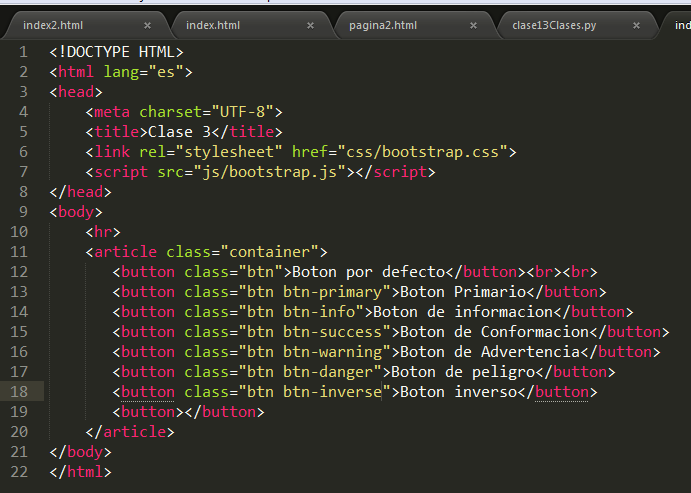 index2.html × index.html × pagina2.html × clase13Clases.py × ind
1 <!DOCTYPE HTML>
2 <html lang="es">
3 <head>
4 <meta charset="UTF-8">
5 <title>Clase 3</title>
6 <link rel="stylesheet" href="css/bootstrap.css">
7 <script src="js/bootstrap.js"></script>
8 </head>
9 <body>
10 <hr>
11 <article class="container">
12 <button class="btn">Boton por defecto</button><br><br>
13 <button class="btn btn-primary">Boton Primario</button>
14 <button class="btn btn-info">Boton de informacion</button>
15 <button class="btn btn-success">Boton de Conformacion</button>
16 <button class="btn btn-warning">Boton de Advertencia</button>
17 <button class="btn btn-danger">Boton de peligro</button>
18 <button class="btn btn-inverse">Boton inverso</button>
19 <button></button>
20 </article>
21 </body>
22 </html>